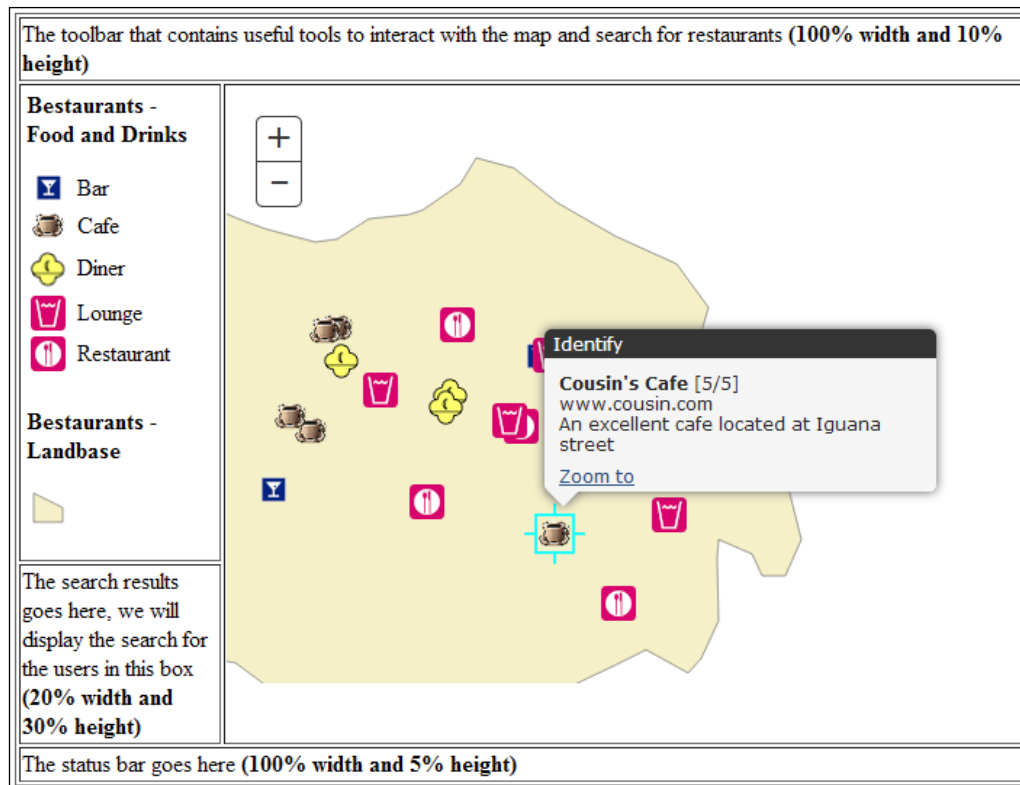 The toolbar that contains useful tools to interact with the map and search for restaurants (100% width and 10%
height)
Bestaurants -
Food and Drinks
Bar
Cafe
Diner
Lounge
Restaurant
Bestaurants -
Landbase
+
−
Identify
Cousin's Cafe [5/5]
www.cousin.com
An excellent cafe located at Iguana
street
Zoom to
The search results
goes here, we will
display the search for
the users in this box
(20% width and
30% height)
The status bar goes here (100% width and 5% height)